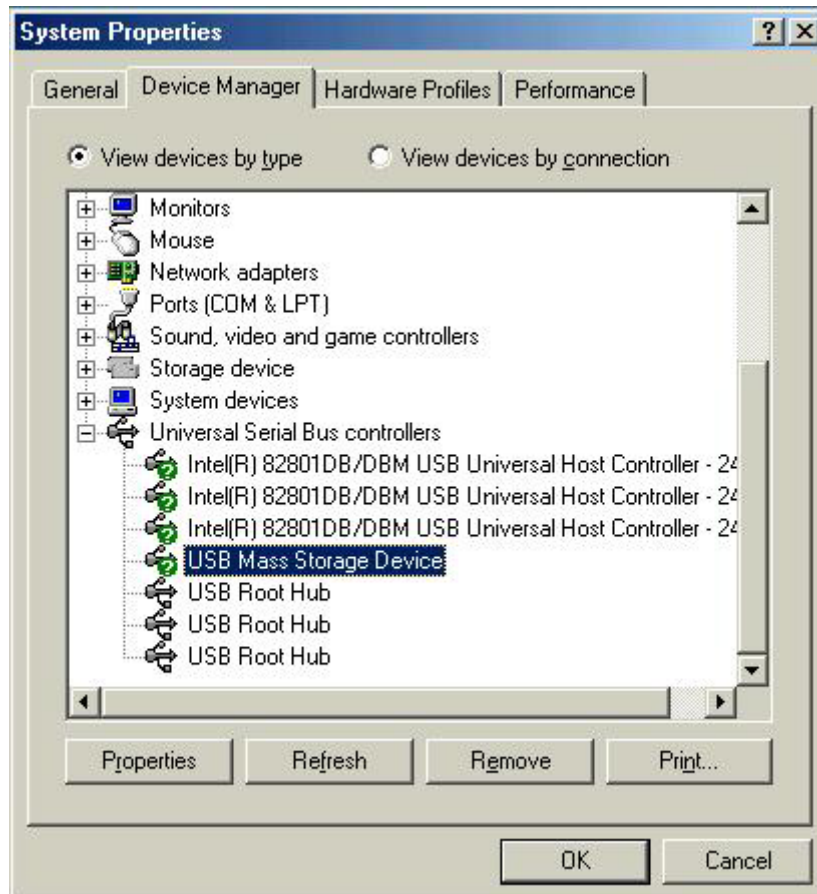 System Properties
General Device Manager Hardware Profiles Performance
View devices by type View devices by connection
Monitors
Mouse
Network adapters
Ports (COM & LPT)
Sound, video and game controllers
Storage device
System devices
Universal Serial Bus controllers
Intel(R) 82801DB/DBM USB Universal Host Controller - 24
Intel(R) 82801DB/DBM USB Universal Host Controller - 24
Intel(R) 82801DB/DBM USB Universal Host Controller - 24
USB Mass Storage Device
USB Root Hub
USB Root Hub
USB Root Hub
Properties Refresh Remove Print...
OK Cancel